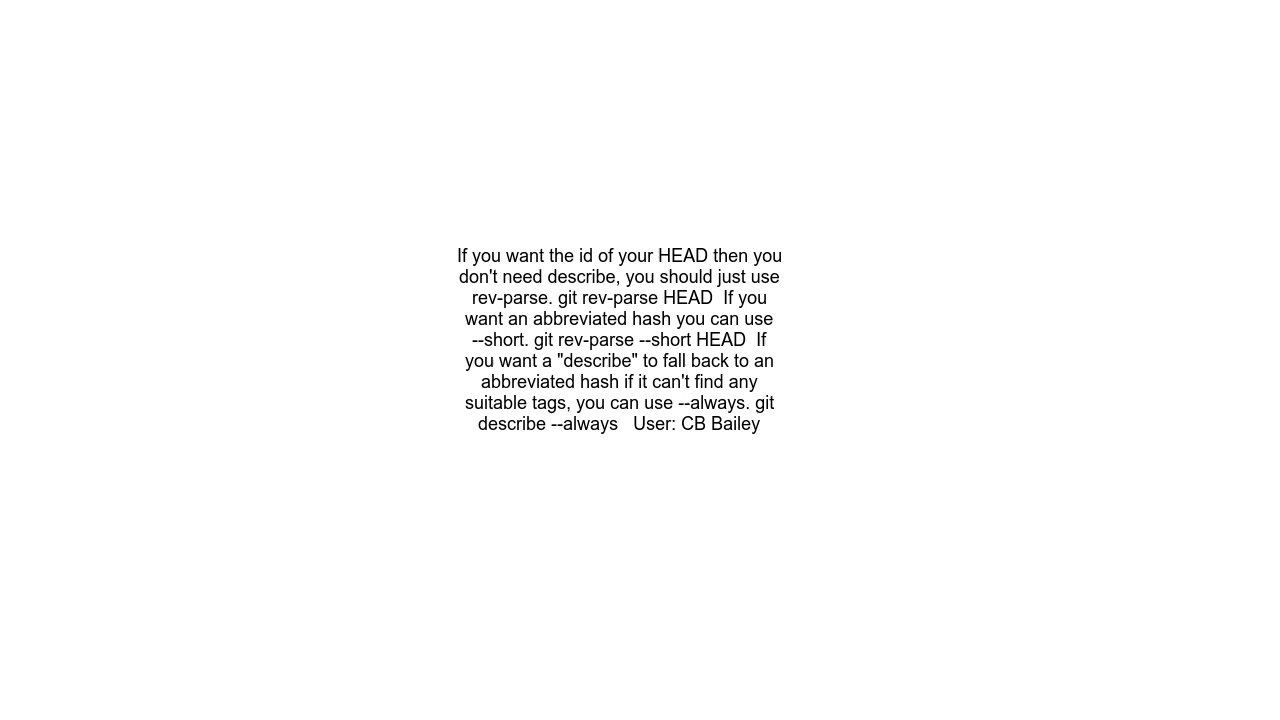 If you want the id of your HEAD then you
don't need describe, you should just use
rev-parse. git rev-parse HEAD  If you
want an abbreviated hash you can use
--short. git rev-parse --short HEAD  If
you want a "describe" to fall back to an
abbreviated hash if it can't find any
suitable tags, you can use --always. git
describe --always   User: CB Bailey